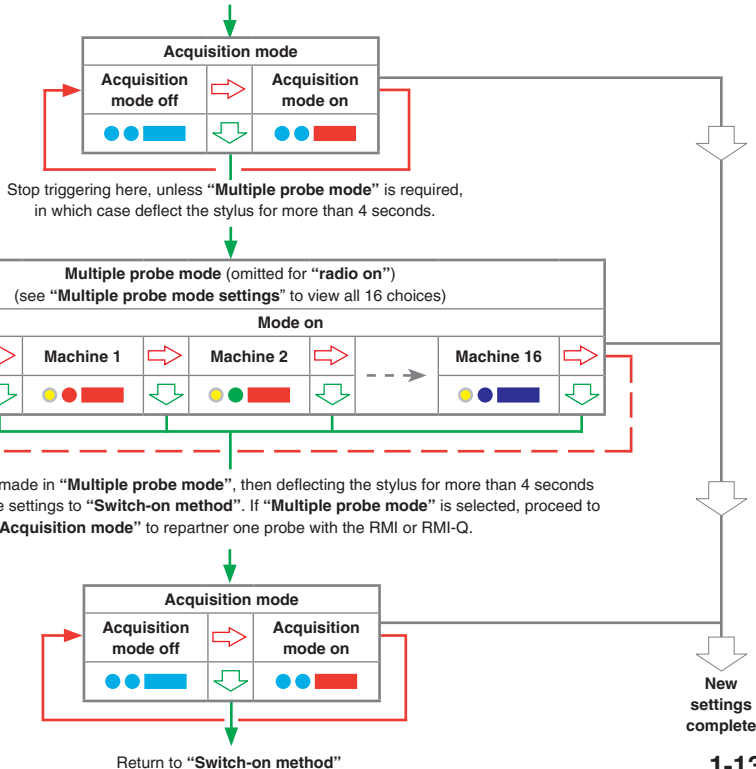 Acquisition mode
Acquisition mode off
Acquisition mode on
Stop triggering here, unless “Multiple probe mode” is required,
in which case deflect the stylus for more than 4 seconds.
Multiple probe mode (omitted for “radio on”)
(see “Multiple probe mode settings” to view all 16 choices)
Mode on
Machine 1
Machine 2
Machine 16
made in “Multiple probe mode”, then deflecting the stylus for more than 4 seconds
settings to “Switch-on method”. If “Multiple probe mode” is selected, proceed to
Acquisition mode” to repartner one probe with the RMI or RMI-Q.
Acquisition mode
Acquisition mode off
Acquisition mode on
New
settings
complete
Return to “Switch-on method”
1-13